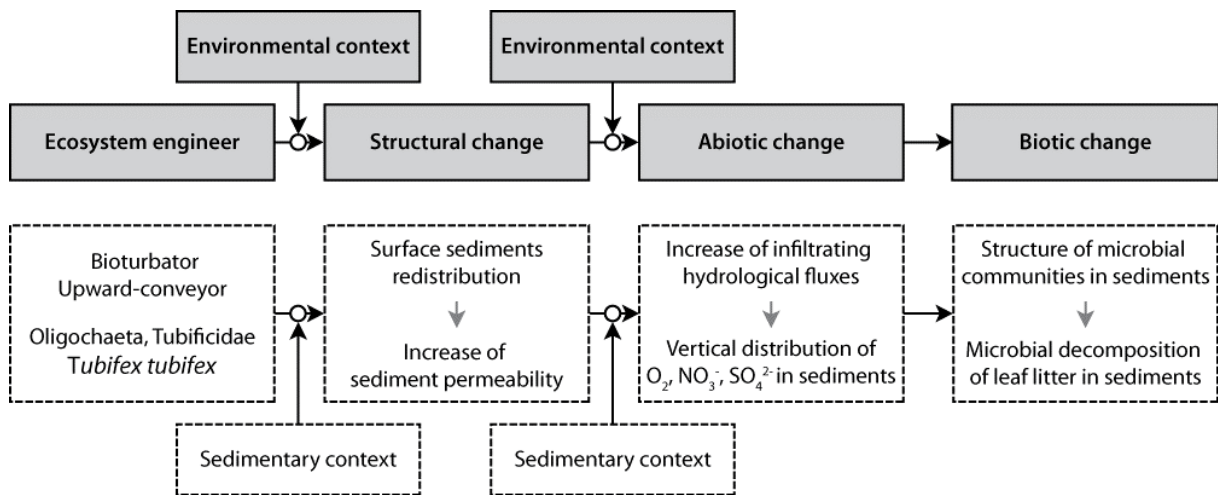 Environmental context
Environmental context
Ecosystem engineer
Structural change
Abiotic change
Biotic change
Bioturbator
Upward-conveyor
Oligochaeta, Tubificidae
Tubifex tubifex
Surface sediments
redistribution
Increase of
sediment permeability
Increase of infiltrating
hydrological fluxes
Vertical distribution of
O₂, NO₃⁻, SO₄²⁻ in sediments
Structure of microbial
communities in sediments
Microbial decomposition
of leaf litter in sediments
Sedimentary context
Sedimentary context